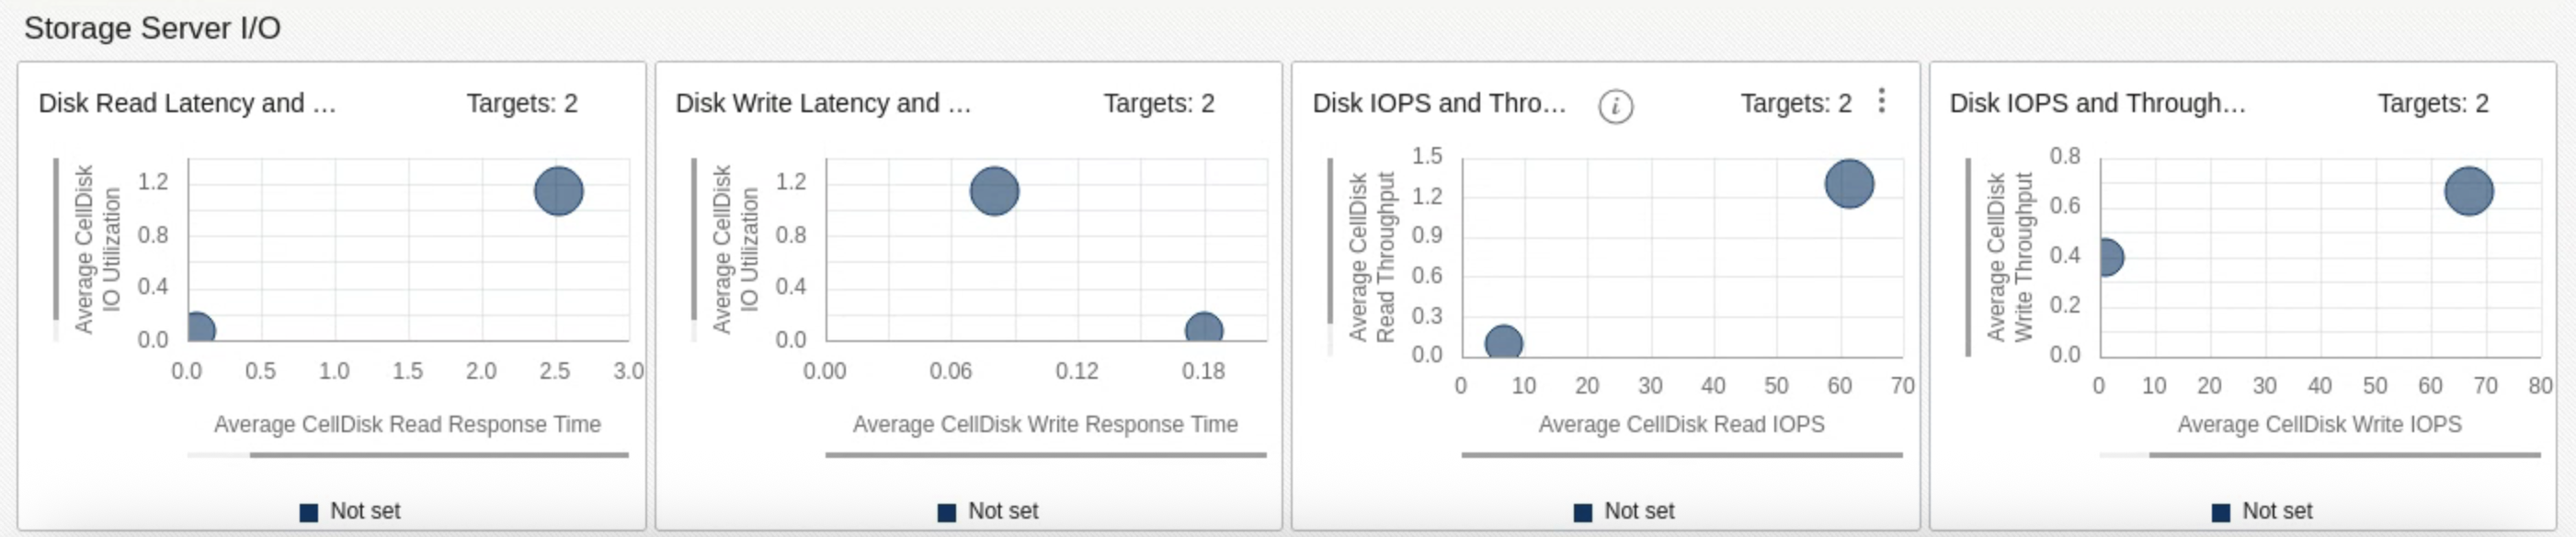 Storage Server I/O
Disk Read Latency and ...
Targets: 2
Average CellDisk
IO Utilization
1.2
0.8
0.4
0.0
0.0 0.5 1.0 1.5 2.0 2.5 3.0
Average CellDisk Read Response Time
Not set
Disk Write Latency and ...
Targets: 2
Average CellDisk
IO Utilization
1.2
0.8
0.4
0.0
0.00 0.06 0.12 0.18
Average CellDisk Write Response Time
Not set
Disk IOPS and Thro...
i
Targets: 2
Average CellDisk
Read Throughput
1.5
1.2
0.9
0.6
0.3
0.0
0 10 20 30 40 50 60 70
Average CellDisk Read IOPS
Not set
Disk IOPS and Through...
Targets: 2
Average CellDisk
Write Throughput
0.8
0.6
0.4
0.2
0.0
0 10 20 30 40 50 60 70 80
Average CellDisk Write IOPS
Not set